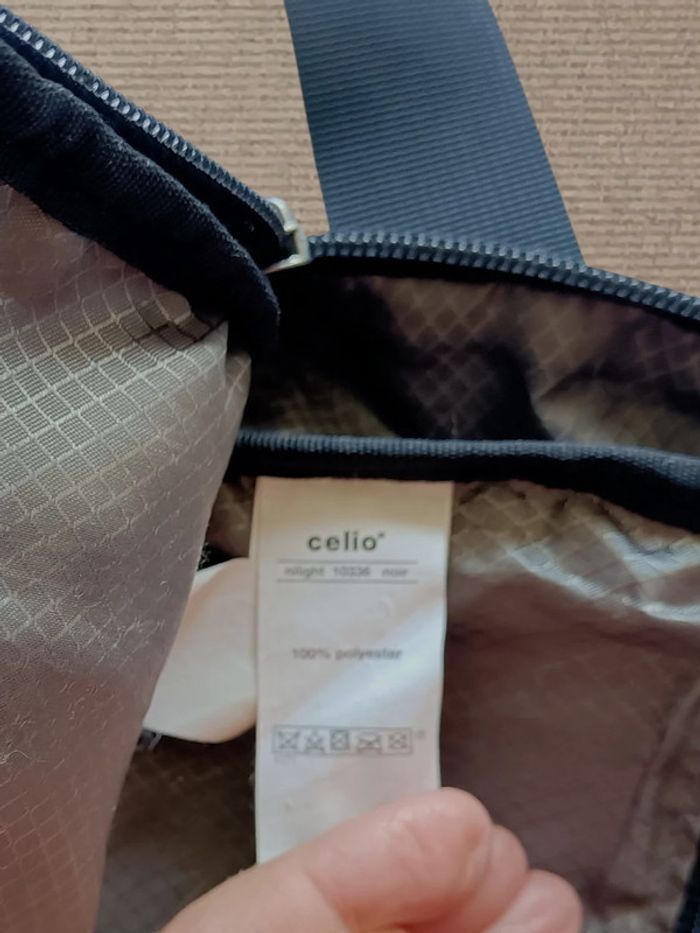 celio*
nilight 10336 noir
100% polyester